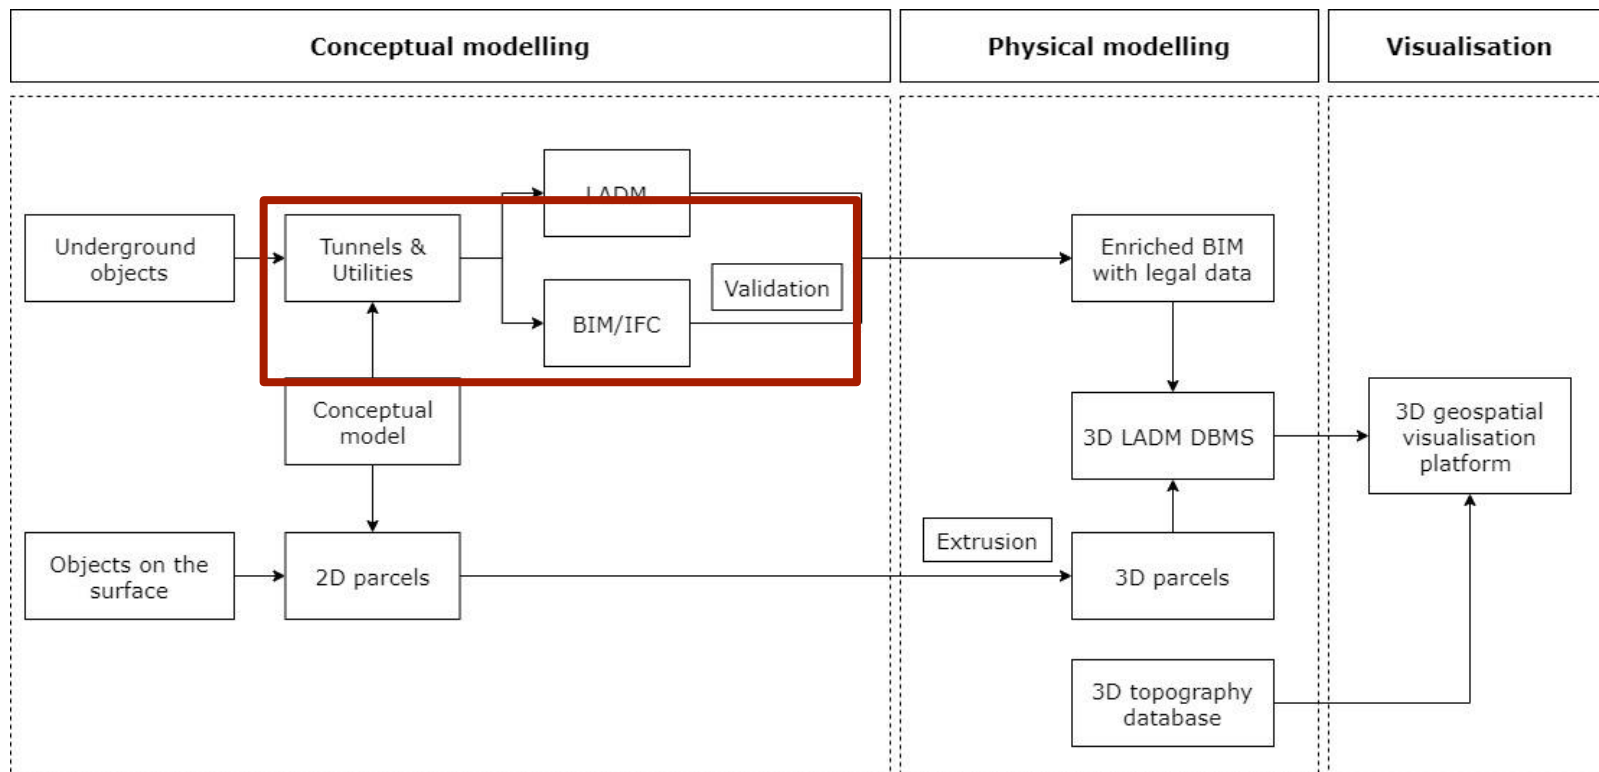 Conceptual modelling
Physical modelling
Visualisation
LADM
Underground
objects
Tunnels &
Utilities
Validation
BIM/IFC
Enriched BIM
with legal data
Conceptual
model
3D LADM DBMS
3D geospatial
visualisation
platform
Objects on the
surface
2D parcels
Extrusion
3D parcels
3D topography
database